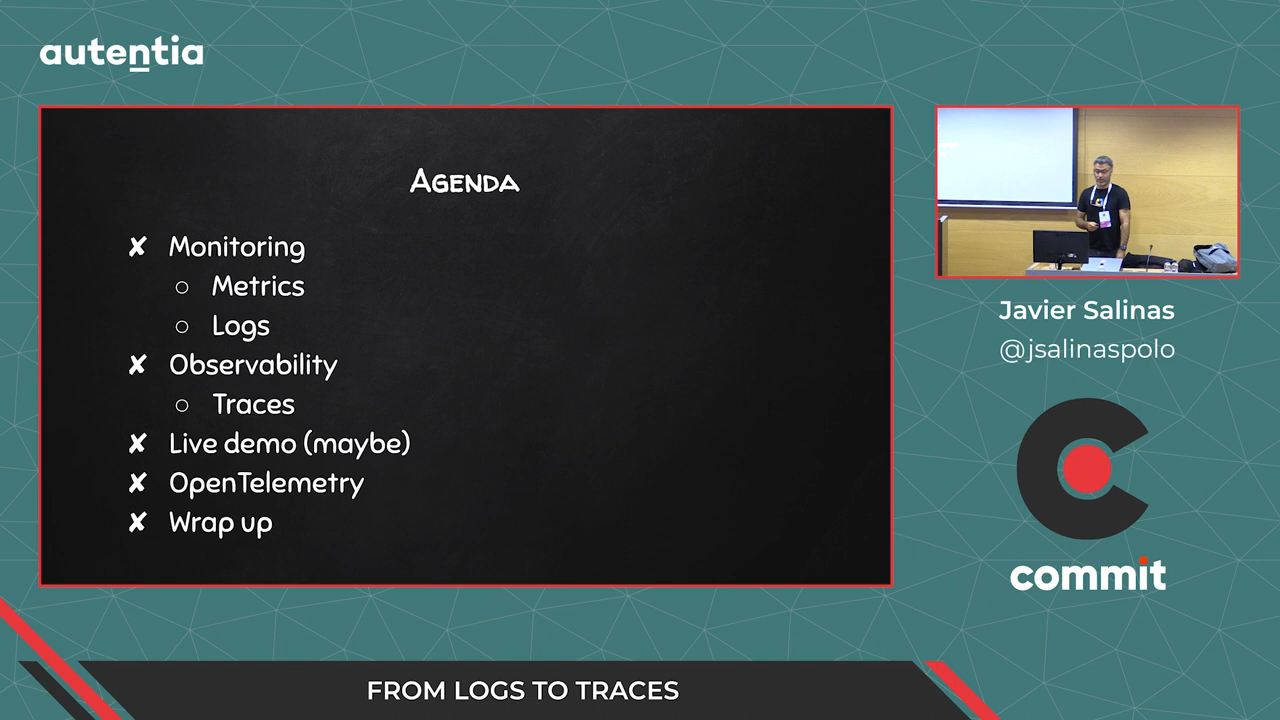 autentia
AGENDA
✘ Monitoring
○ Metrics
○ Logs
✘ Observability
○ Traces
✘ Live demo (maybe)
✘ OpenTelemetry
✘ Wrap up
Javier Salinas
@jsalinaspolo
commit
FROM LOGS TO TRACES